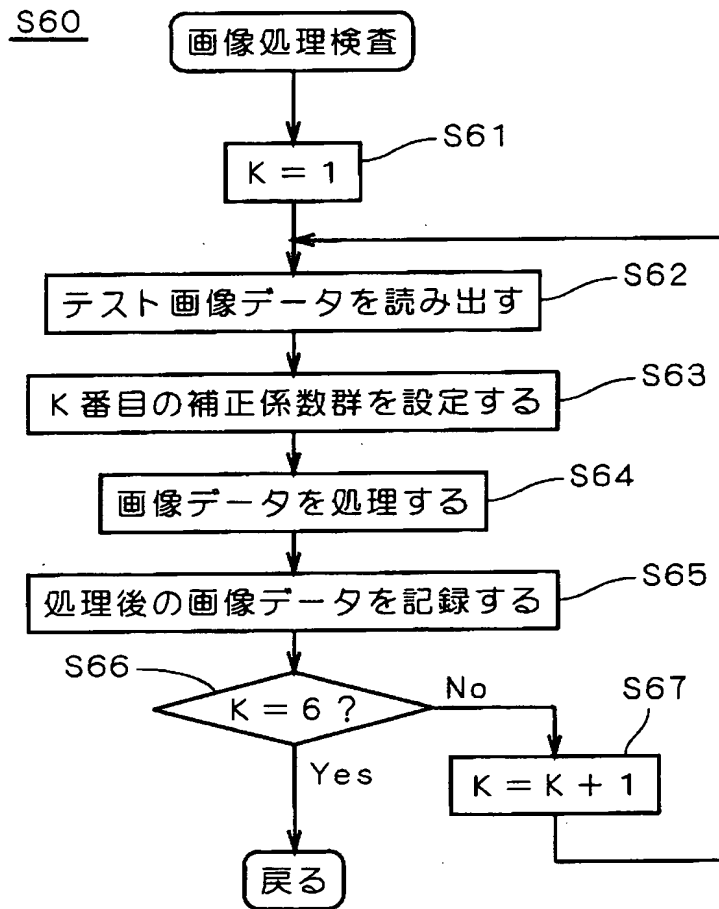 S60
画像処理検査
S61
K = 1
S62
テスト画像データを読み出す
S63
K番目の補正係数群を設定する
S64
画像データを処理する
S65
処理後の画像データを記録する
S66
K = 6 ?
No
S67
Yes
K = K + 1
戻る